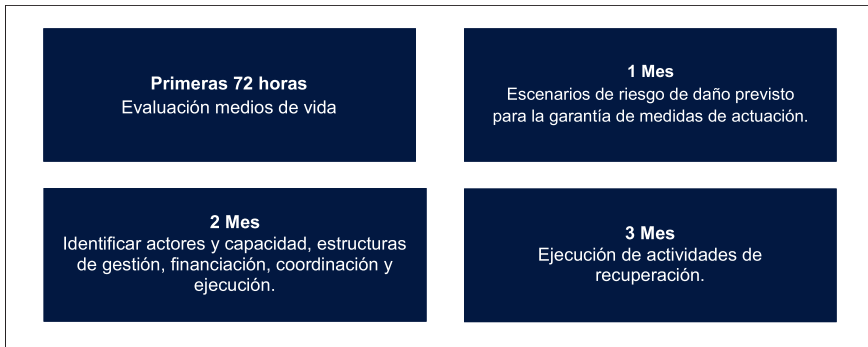 Primeras 72 horas
Evaluación medios de vida
1 Mes
Escenarios de riesgo de daño previsto
para la garantía de medidas de actuación.
2 Mes
Identificar actores y capacidad, estructuras
de gestión, financiación, coordinación y
ejecución.
3 Mes
Ejecución de actividades de
recuperación.